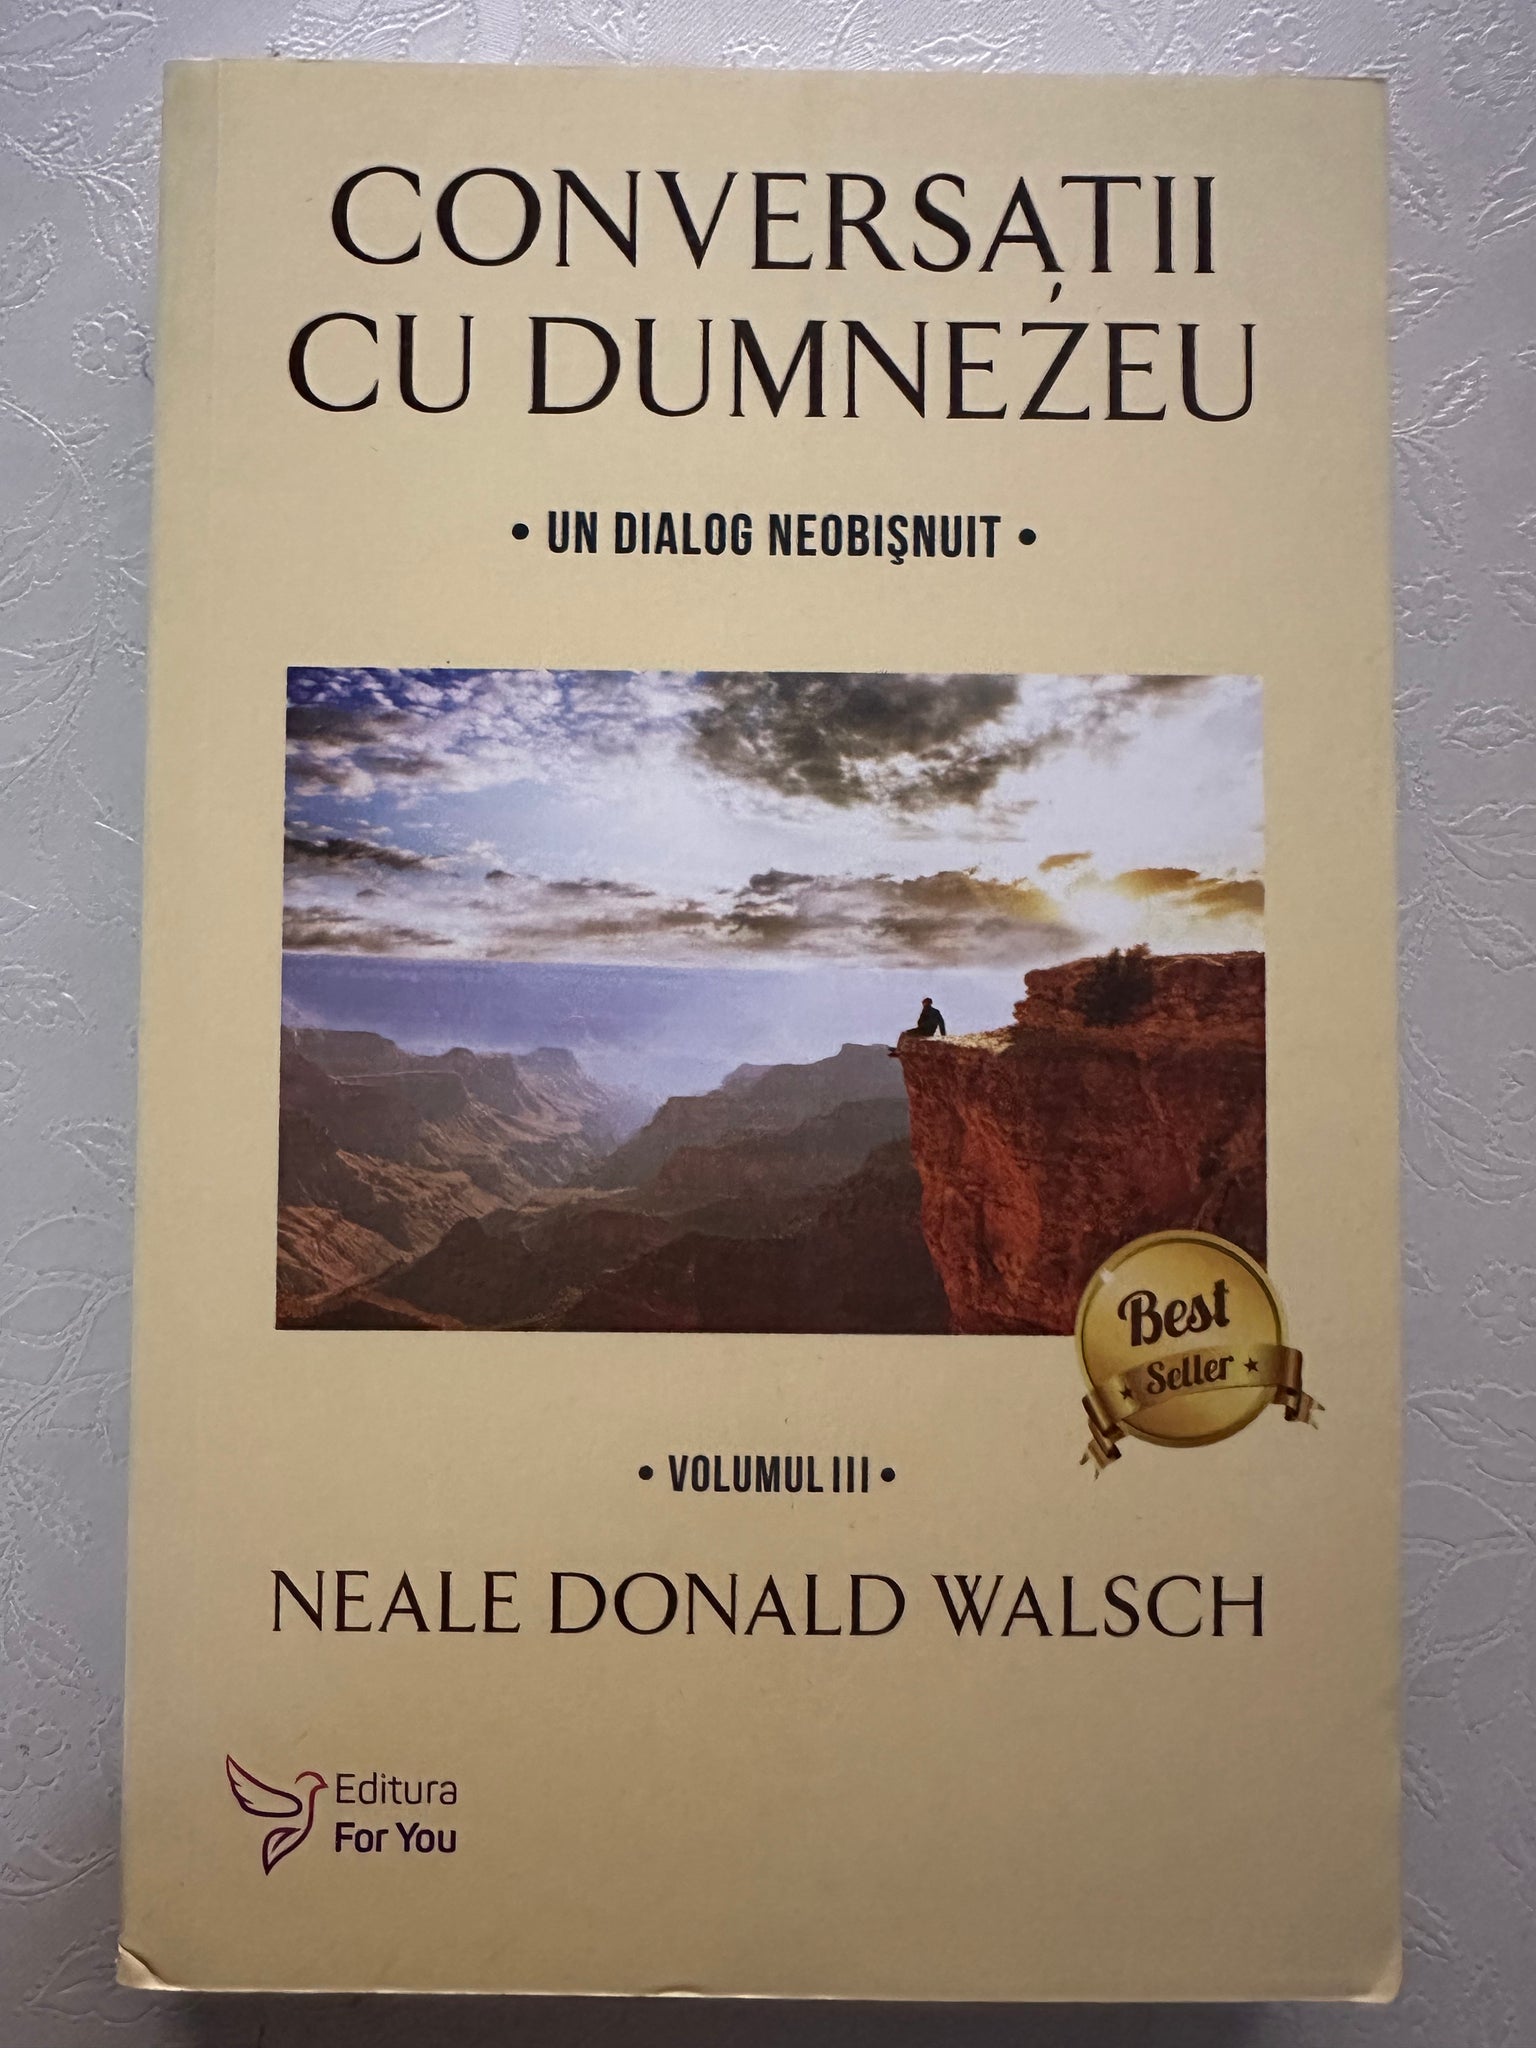 CONVERSAȚII
CU DUMNEZEU
• UN DIALOG NEOBIŞNUIT •
Best
Seller
• VOLUMUL III •
NEALE DONALD WALSCH
Editura
For You